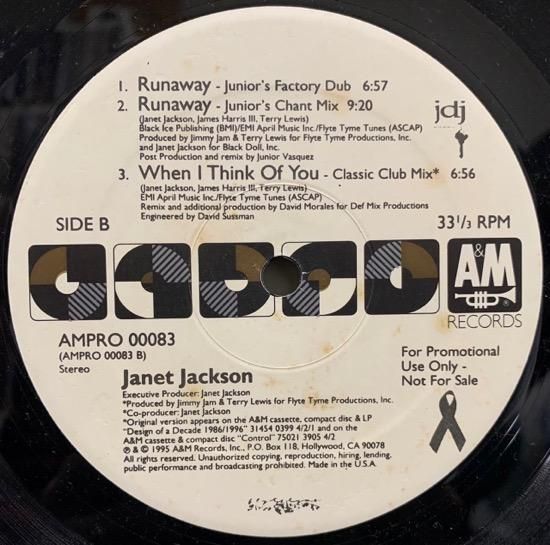 1. Runaway - Junior's Factory Dub 6:57
2. Runaway - Junior's Chant Mix 9:20
(Janet Jackson, James Harris III, Terry Lewis)
Black Ice Publishing (BMI)/EMI April Music Inc./Flyte Tyme Tunes (ASCAP)
Produced by Jimmy Jam & Terry Lewis for Flyte Tyme Productions, Inc.
and Janet Jackson for Black Doll, Inc.
Post Production and remix by Junior Vasquez
jdj
3. When I Think Of You - Classic Club Mix* 6:56
(Janet Jackson, James Harris III, Terry Lewis)
EMI April Music Inc./Flyte Tyme Tunes (ASCAP)
Remix and additional production by David Morales for Def Mix Productions
Engineered by David Sussman
SIDE B
33 1/3 RPM
A&M
RECORDS
AMPRO 00083
(AMPRO 00083 B)
Stereo
For Promotional
Use Only -
Not For Sale
Janet Jackson
Executive Producer: Janet Jackson
*Produced by Jimmy Jam & Terry Lewis for Flyte Tyme Productions, Inc.
*Co-producer: Janet Jackson
*Original version appears on the A&M cassette, compact disc & LP
"Design of a Decade 1986/1996" 31454 0399 4/2/1 and on the
A&M cassette & compact disc "Control" 75021 3905 4/2
℗ & © 1995 A&M Records, Inc., P.O. Box 118, Hollywood, CA 90078
All rights reserved. Unauthorized copying, reproduction, hiring, lending,
public performance and broadcasting prohibited. Made in the U.S.A.